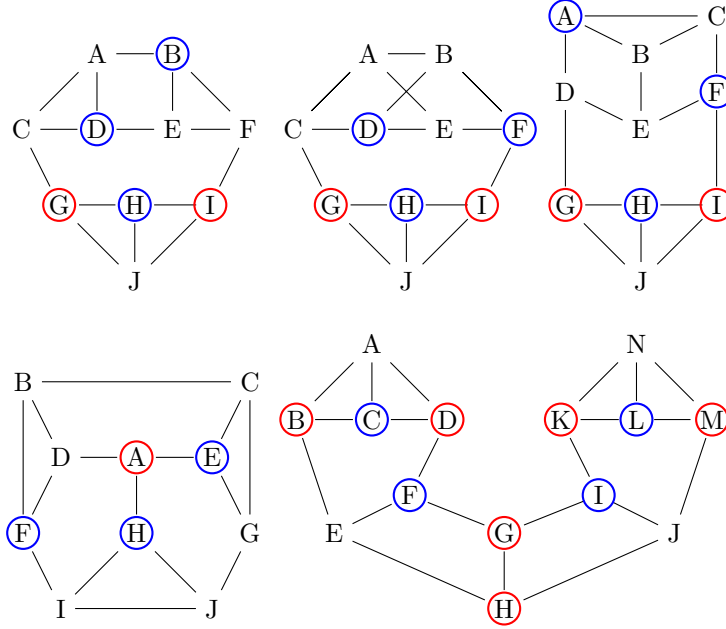 A B
C D E F
G H I
J
A B
C D E F
G H I
J
A C
B
D F
E
G H I
J
B C
D A E
F H G
I J
A N
B C D K L M
F I
E G J
H